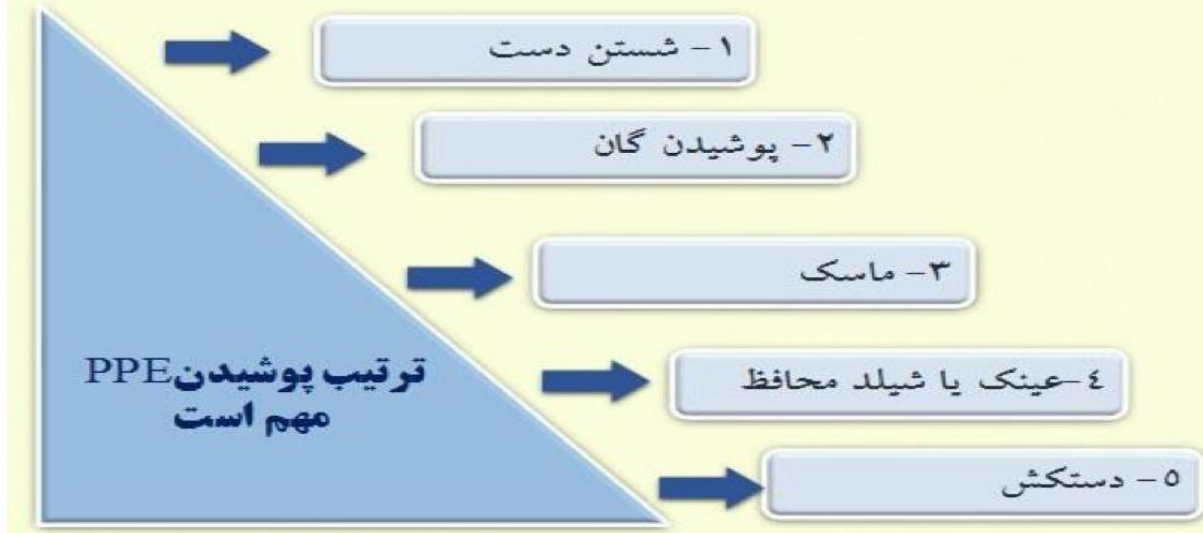 ۱- شستن دست
۲- پوشیدن گان
۳- ماسک
٤-عینک یا شیلد محافظ
٥- دستکش
ترتیب پوشیدنPPE
مهم است